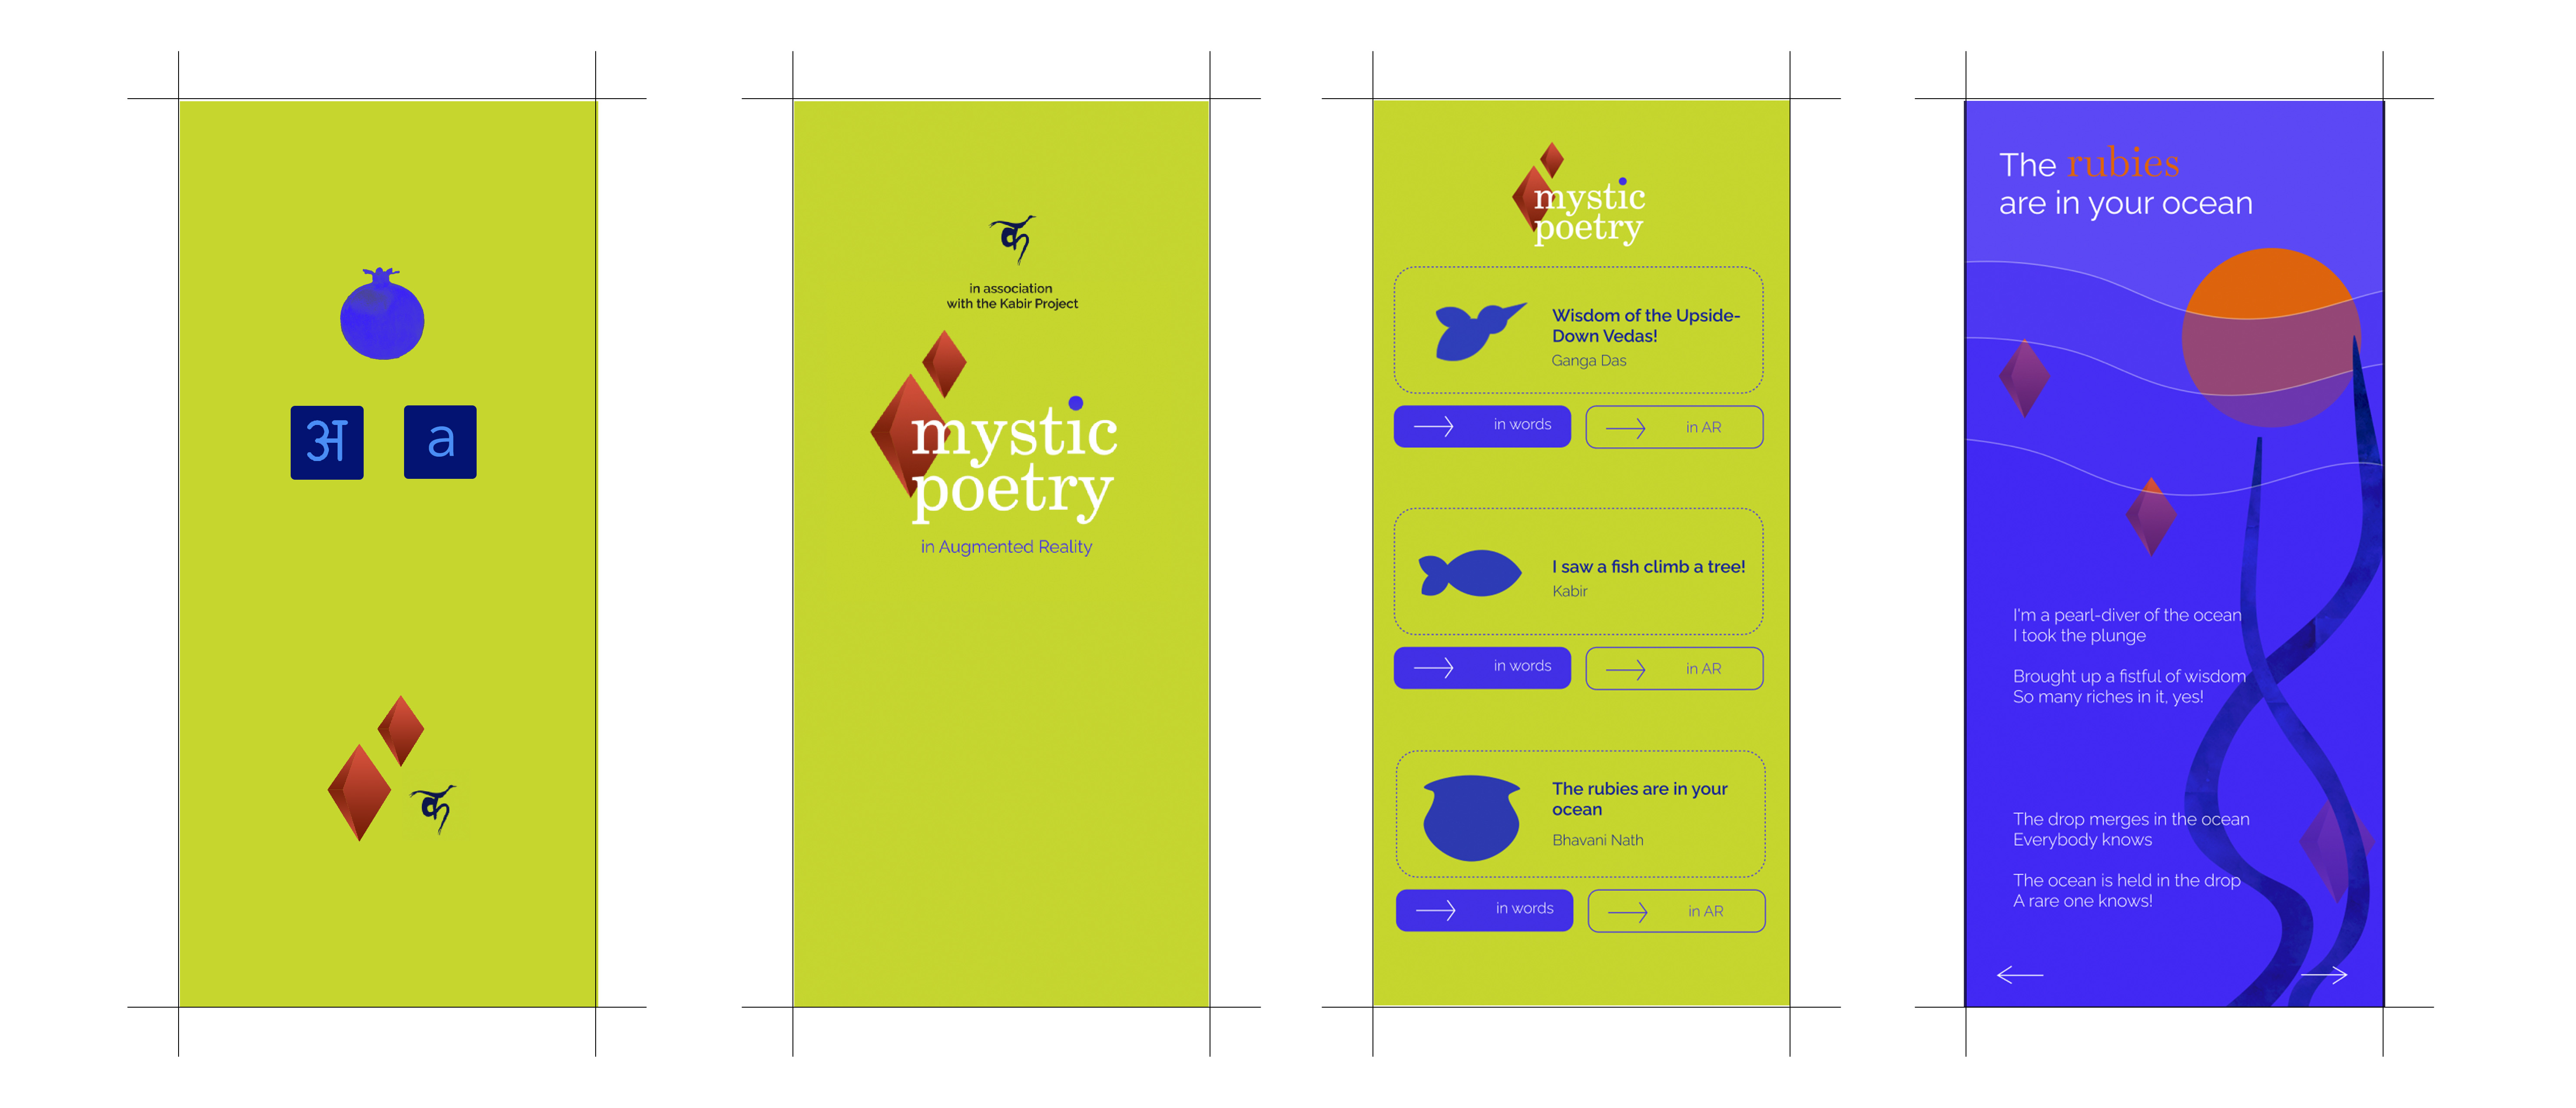 अ
a
क
क
in association
with the Kabir Project
mystic
poetry
in Augmented Reality
mystic
poetry
Wisdom of the Upside-
Down Vedas!
Ganga Das
in words
in AR
I saw a fish climb a tree!
Kabir
in words
in AR
The rubies are in your
ocean
Bhavani Nath
in words
in AR
The rubies
are in your ocean
I'm a pearl-diver of the ocean
I took the plunge
Brought up a fistful of wisdom
So many riches in it, yes!
The drop merges in the ocean
Everybody knows
The ocean is held in the drop
A rare one knows!